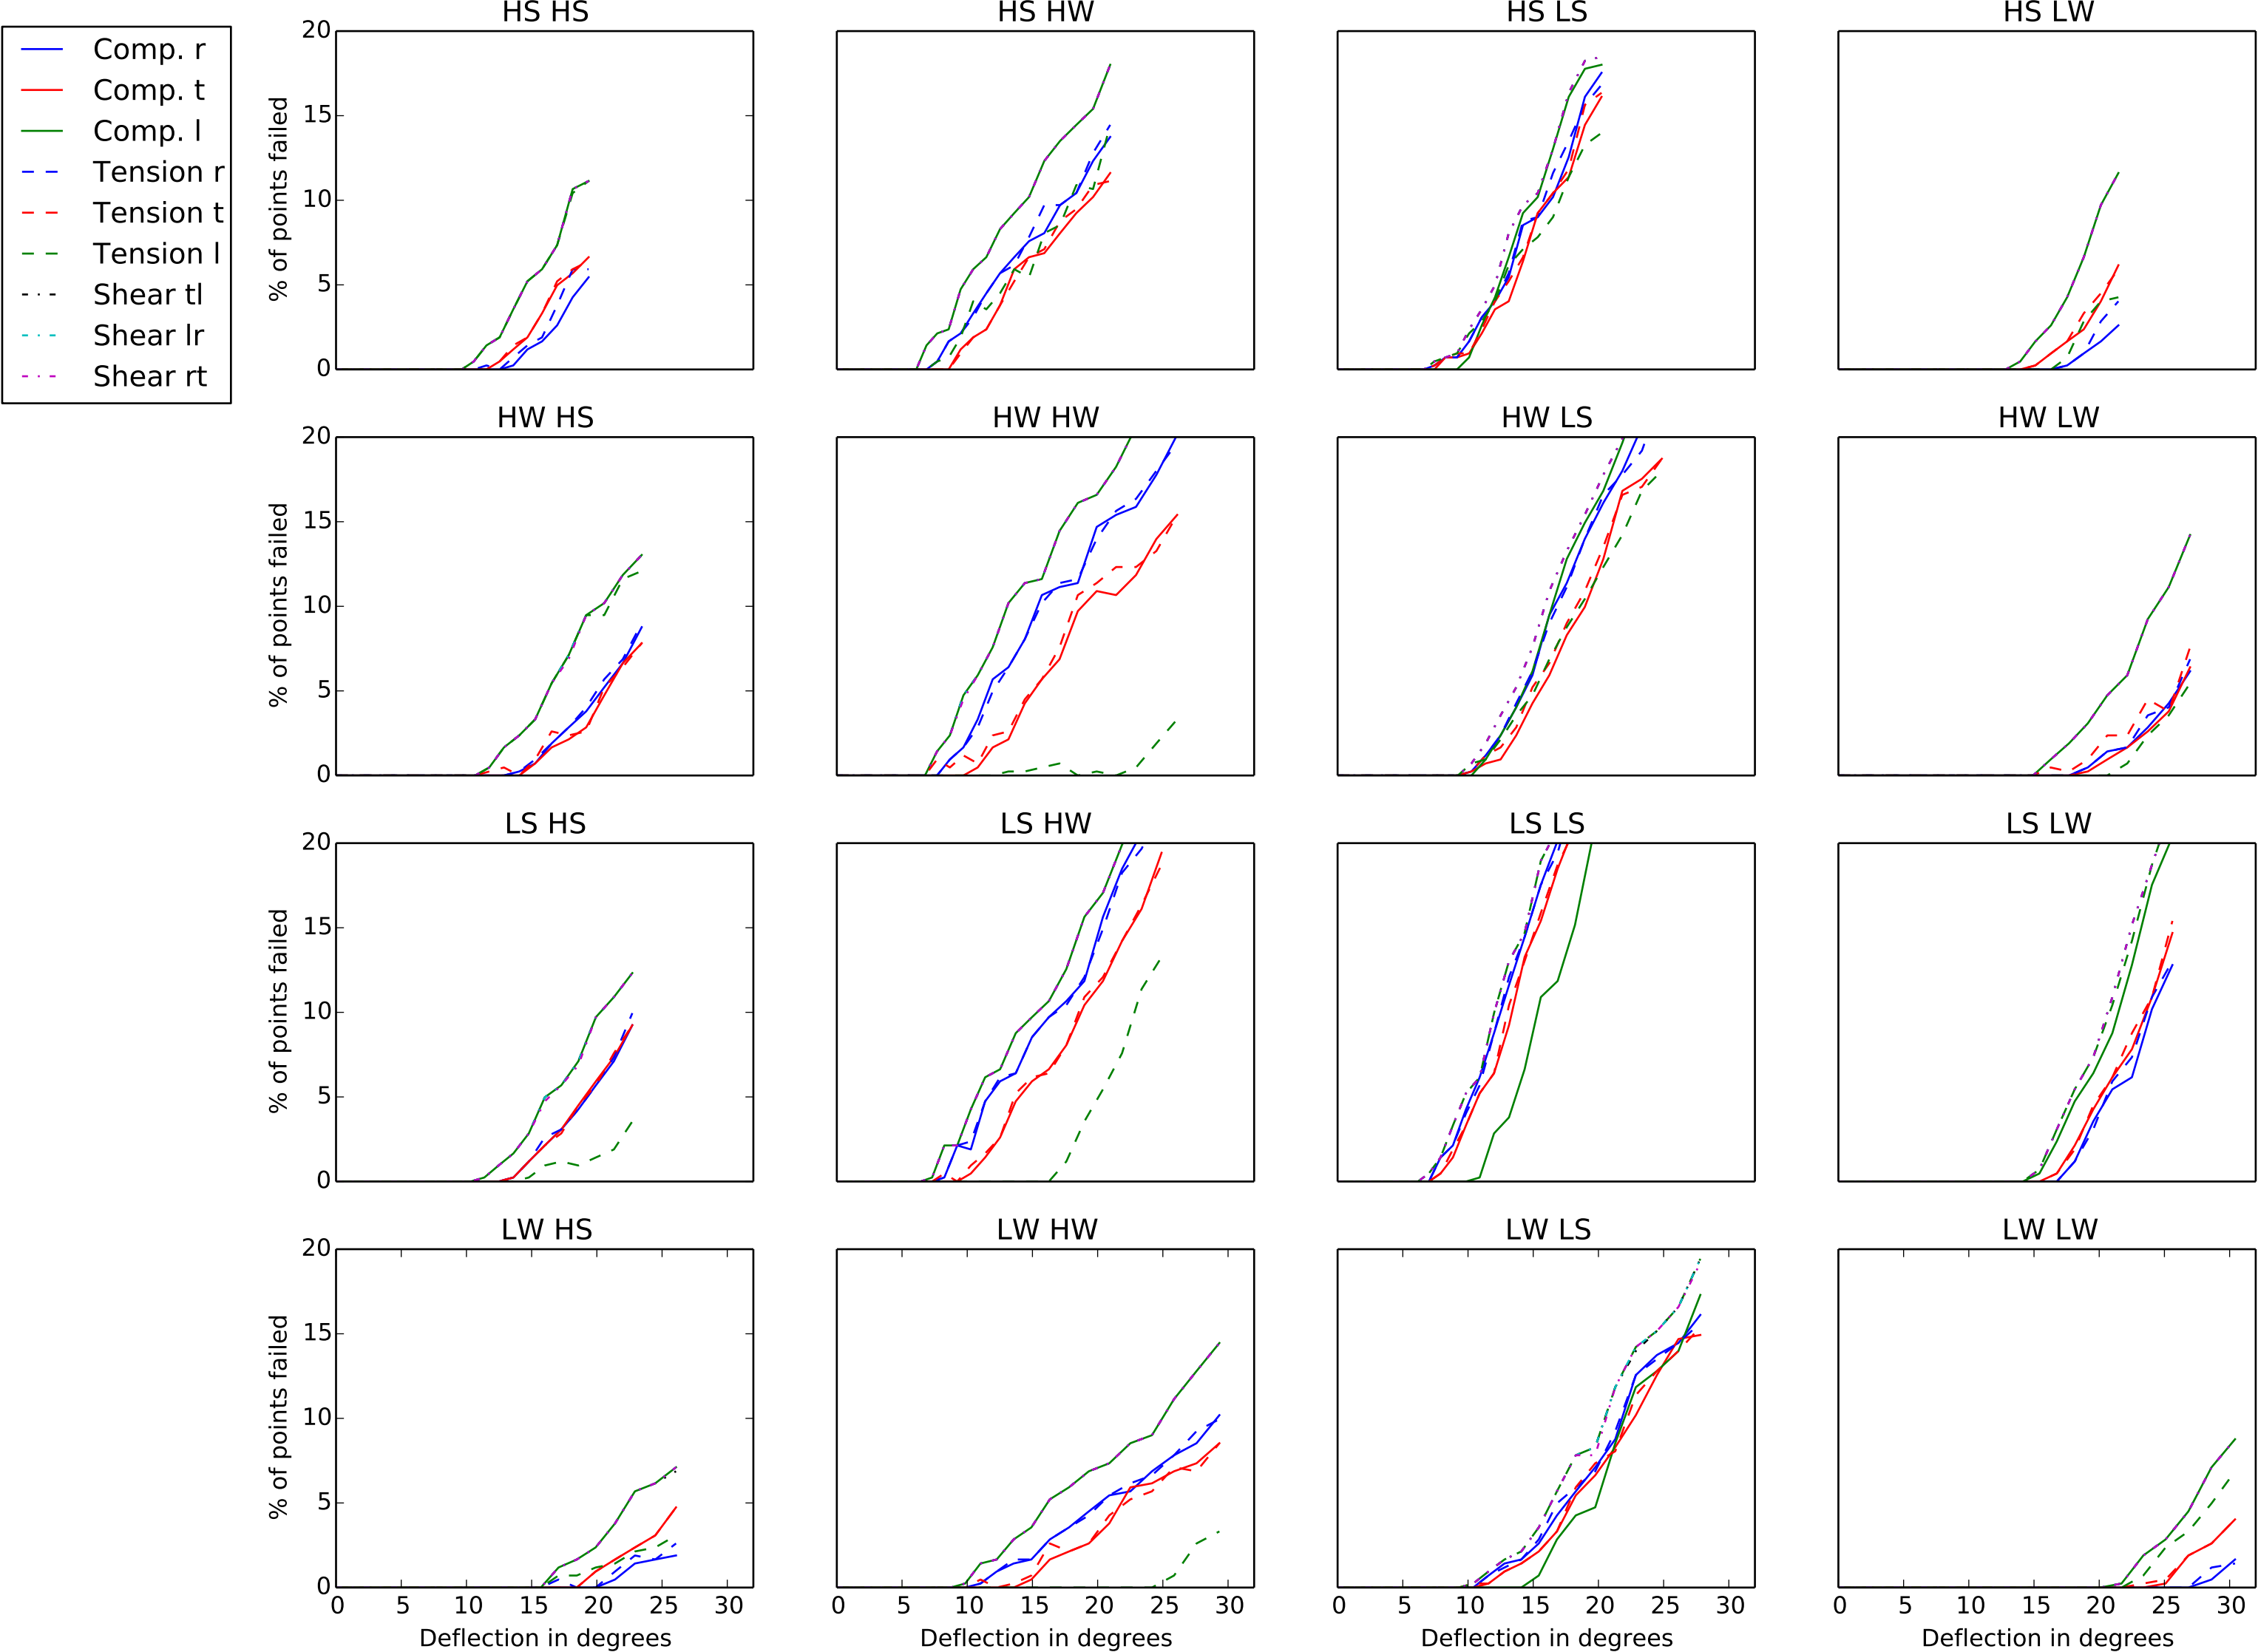 HS HS
HS HW
HS LS
HS LW
Comp. r
Comp. t
Comp. l
Tension r
Tension t
Tension l
Shear tl
Shear lr
Shear rt
% of points failed
20
15
10
5
0
HW HS
HW HW
HW LS
HW LW
% of points failed
20
15
10
5
0
LS HS
LS HW
LS LS
LS LW
% of points failed
20
15
10
5
0
LW HS
LW HW
LW LS
LW LW
% of points failed
20
15
10
5
0
0 5 10 15 20 25 30
0 5 10 15 20 25 30
0 5 10 15 20 25 30
0 5 10 15 20 25 30
Deflection in degrees
Deflection in degrees
Deflection in degrees
Deflection in degrees